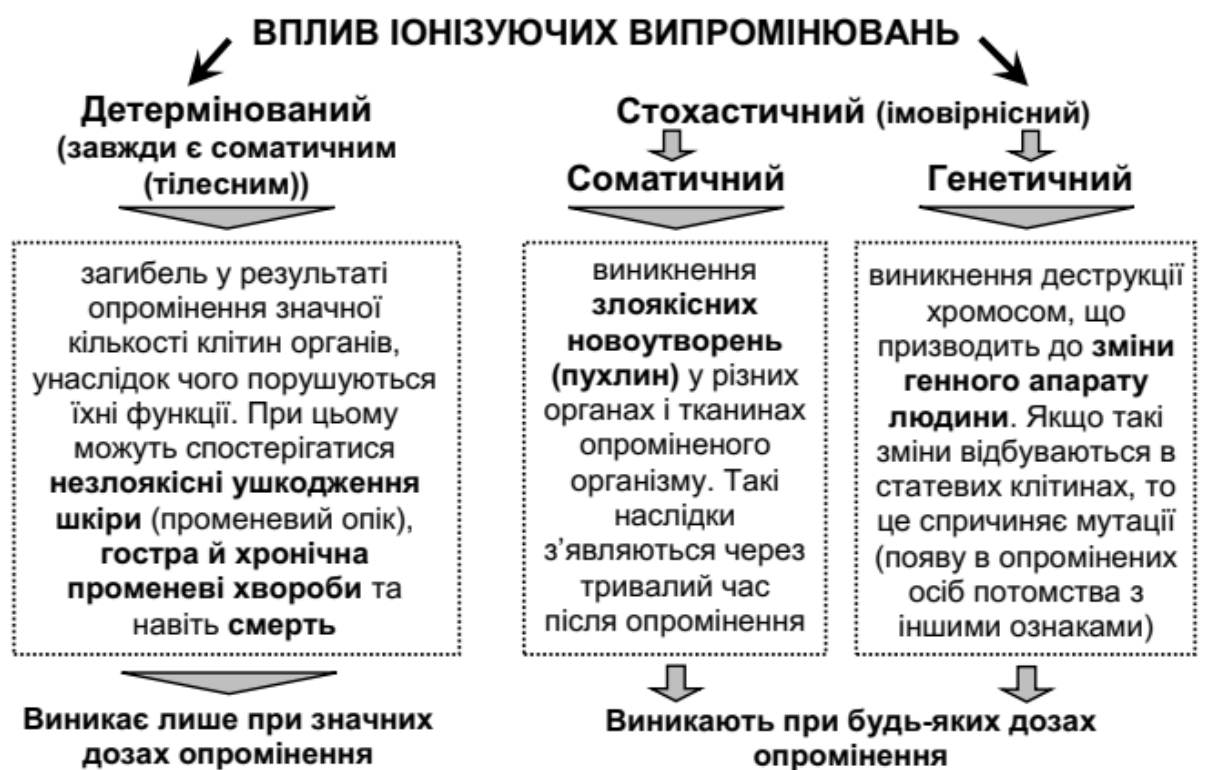 ВПЛИВ ІОНІЗУЮЧИХ ВИПРОМІНЮВАНЬ
Детермінований
(завжди є соматичним
(тілесним))
загибель у результаті
опромінення значної
кількості клітин органів,
унаслідок чого порушуються
їхні функції. При цьому
можуть спостерігатися
незлоякісні ушкодження
шкіри (променевий опік),
гостра й хронічна
променеві хвороби та
навіть смерть
Виникає лише при значних
дозах опромінення
Стохастичний (імовірнісний)
Соматичний
виникнення
злоякісних
новоутворень
(пухлин) у різних
органах і тканинах
опроміненого
організму. Такі
наслідки
з’являються через
тривалий час
після опромінення
Генетичний
виникнення деструкції
хромосом, що
призводить до зміни
генного апарату
людини. Якщо такі
зміни відбуваються в
статевих клітинах, то
це спричиняє мутації
(появу в опромінених
осіб потомства з
іншими ознаками)
Виникають при будь-яких дозах
опромінення